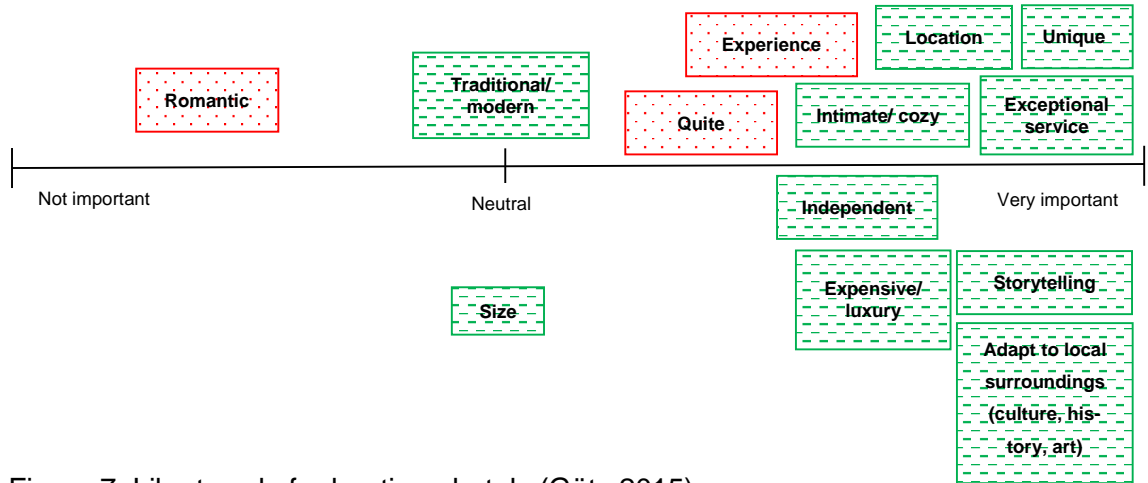 Experience
Location
Unique
Romantic
Traditional/
modern
Quite
Intimate/ cozy
Exceptional
service
Not important
Neutral
Very important
Independent
Size
Expensive/
luxury
Storytelling
Adapt to local
surroundings
(culture, his-
tory, art)